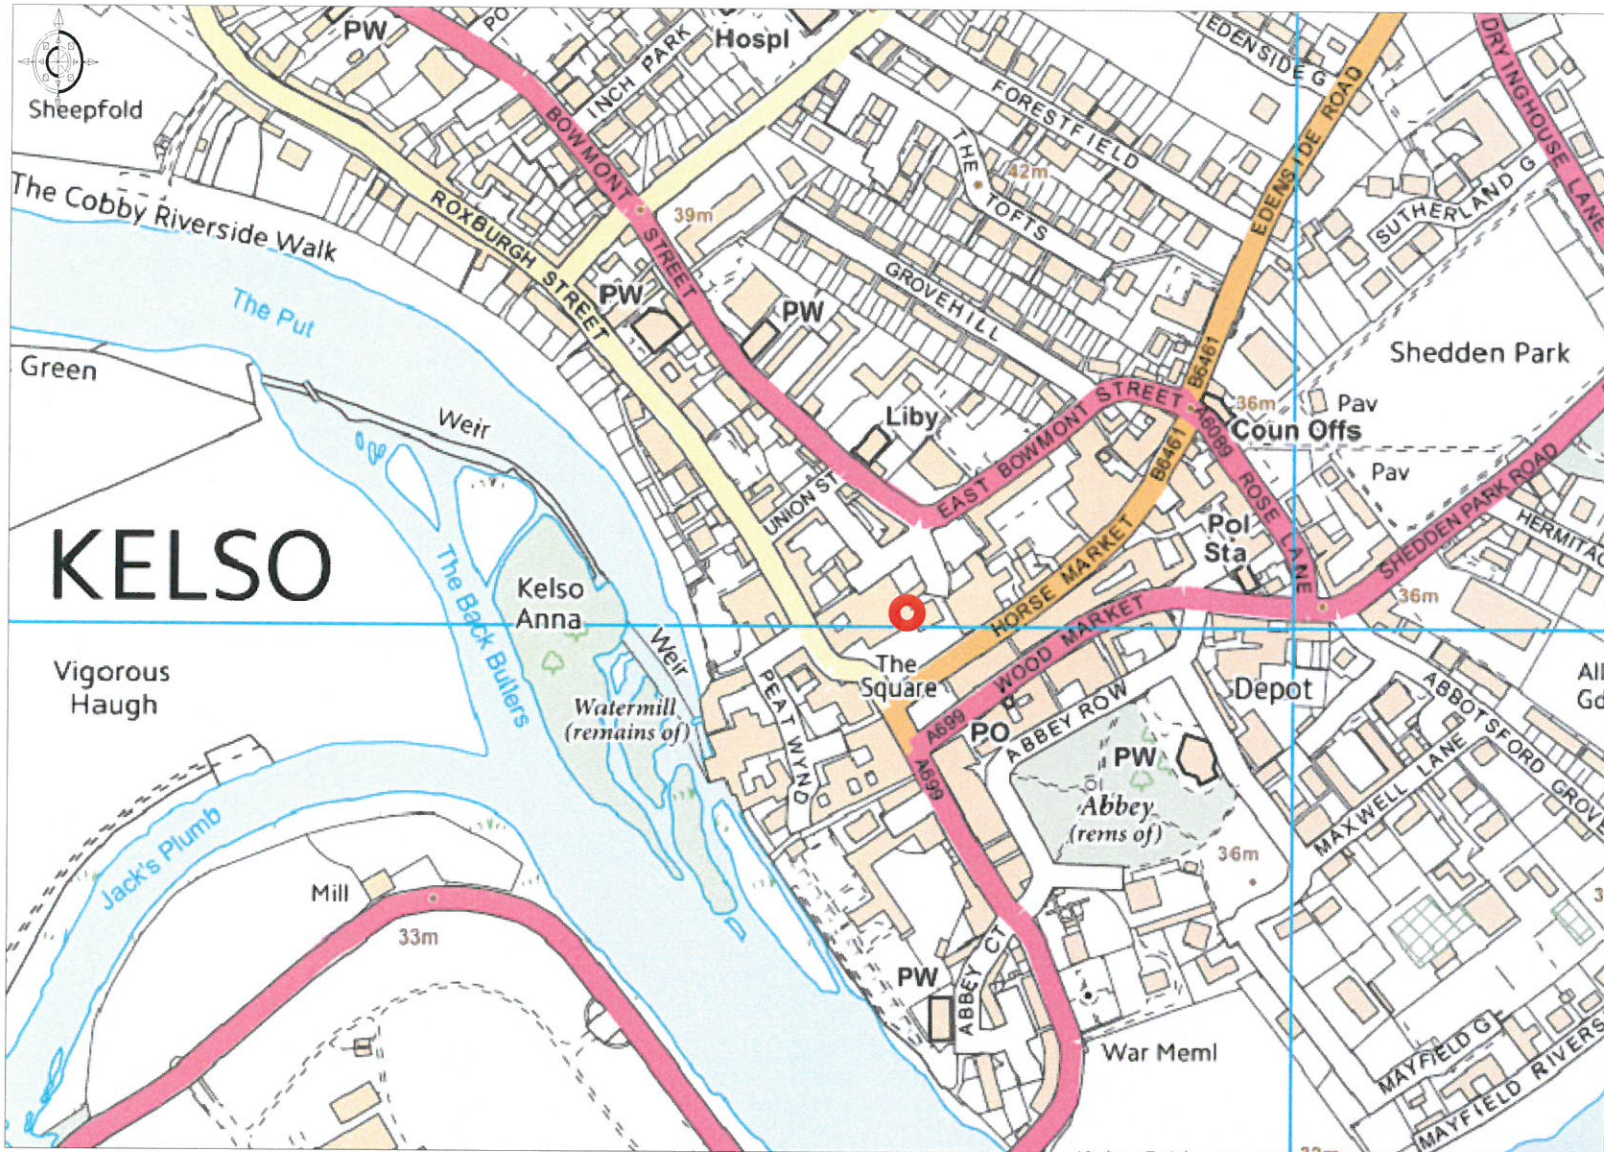 PW
PO
INCH PARK
Hospl
EDENSIDE G
DRYINGHOUSE LANE
Sheepfold
BOWMONT STREET
FORESTFIELD
EDENSIDE ROAD
THE TOFTS
42m
SUTHERLAND G
The Cobby Riverside Walk
ROXBURGH STREET
39m
The Put
PW
PW
GROVEHILL
Green
Shedden Park
B6461
Weir
Liby
EAST BOWMONT STREET
36m
Pav
Coun Offs
A6089
ROSE LANE
B6461
Pav
SHEDDEN PARK ROAD
UNION ST
KELSO
The Back Bullers
Pol
Sta
HERMITAG
Kelso
Anna
HORSE MARKET
WOOD MARKET
36m
Weir
Vigorous
Haugh
The
Square
PEAT WYND
Watermill
(remains of)
A699
PO
ABBEY ROW
Depot
PW
ABBOTSFORD GROVE
All
Gd
A699
Abbey
(rems of)
MAXWELL LANE
Jack's Plumb
36m
Mill
33m
PW
ABBEY CT
War Meml
MAYFIELD G
MAYFIELD RIVERS